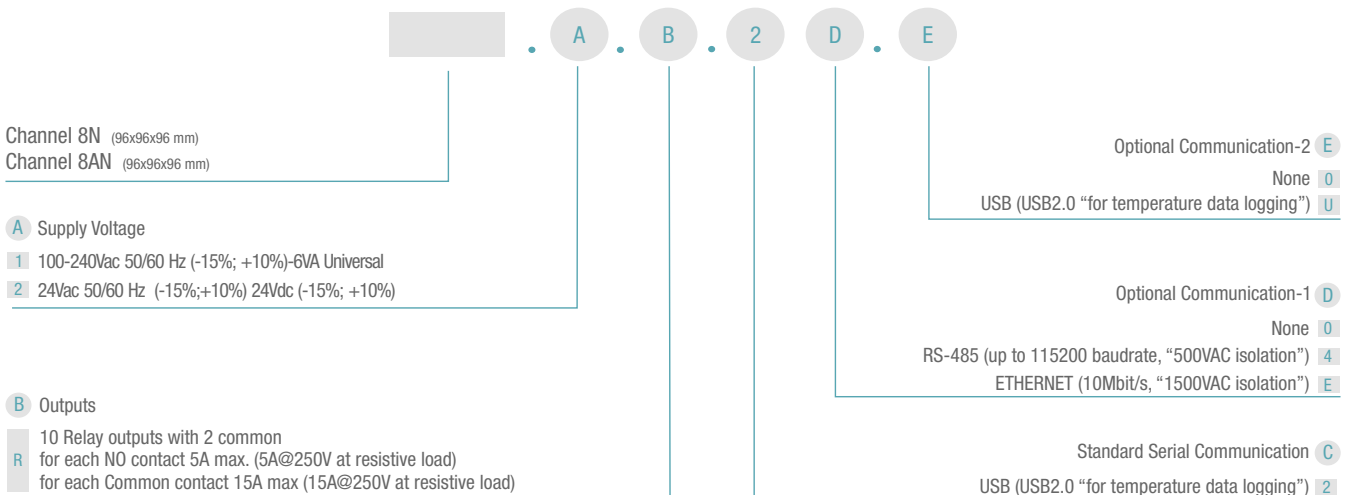 . A . B . 2 D . E
Channel 8N (96x96x96 mm)
Channel 8AN (96x96x96 mm)
A Supply Voltage
1 100-240Vac 50/60 Hz (-15%; +10%)-6VA Universal
2 24Vac 50/60 Hz (-15%;+10%) 24Vdc (-15%; +10%)
B Outputs
R 10 Relay outputs with 2 common
for each NO contact 5A max. (5A@250V at resistive load)
for each Common contact 15A max (15A@250V at resistive load)
Optional Communication-2 E
None 0
USB (USB2.0 “for temperature data logging”) U
Optional Communication-1 D
None 0
RS-485 (up to 115200 baudrate, “500VAC isolation”) 4
ETHERNET (10Mbit/s, “1500VAC isolation”) E
Standard Serial Communication C
USB (USB2.0 “for temperature data logging”) 2